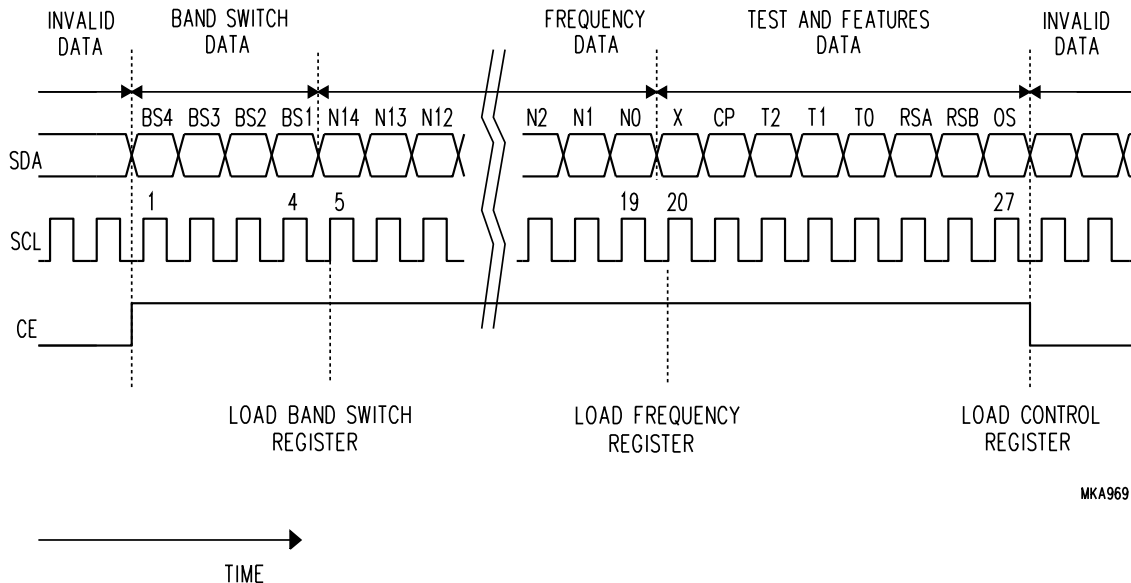 INVALID DATA
BAND SWITCH DATA
FREQUENCY DATA
TEST AND FEATURES DATA
INVALID DATA
BS4 BS3 BS2 BS1 N14 N13 N12 N2 N1 N0 X CP T2 T1 T0 RSA RSB OS
SDA
1 4 5 19 20 27
SCL
CE
LOAD BAND SWITCH REGISTER
LOAD FREQUENCY REGISTER
LOAD CONTROL REGISTER
MKA969
TIME